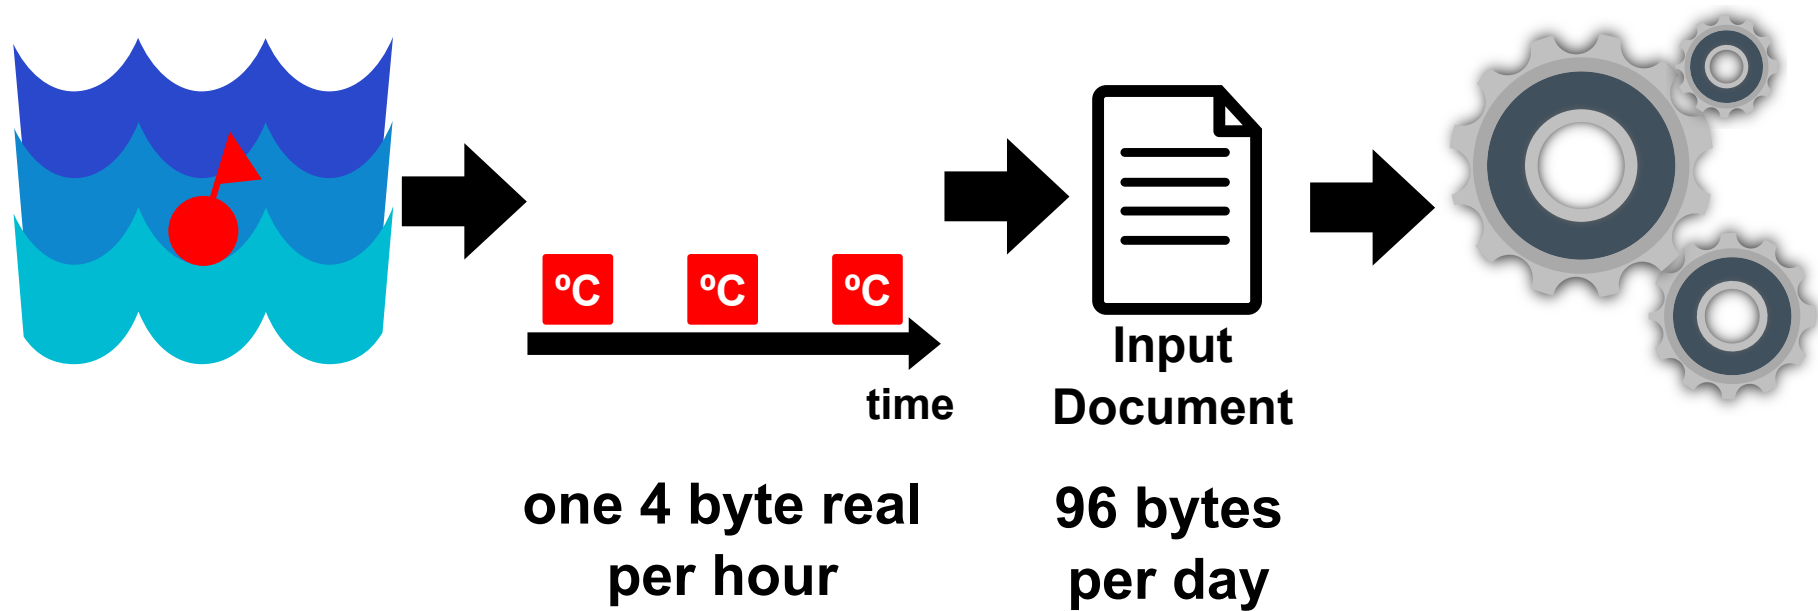 ºC ºC ºC
time
Input
Document
one 4 byte real
per hour
96 bytes
per day